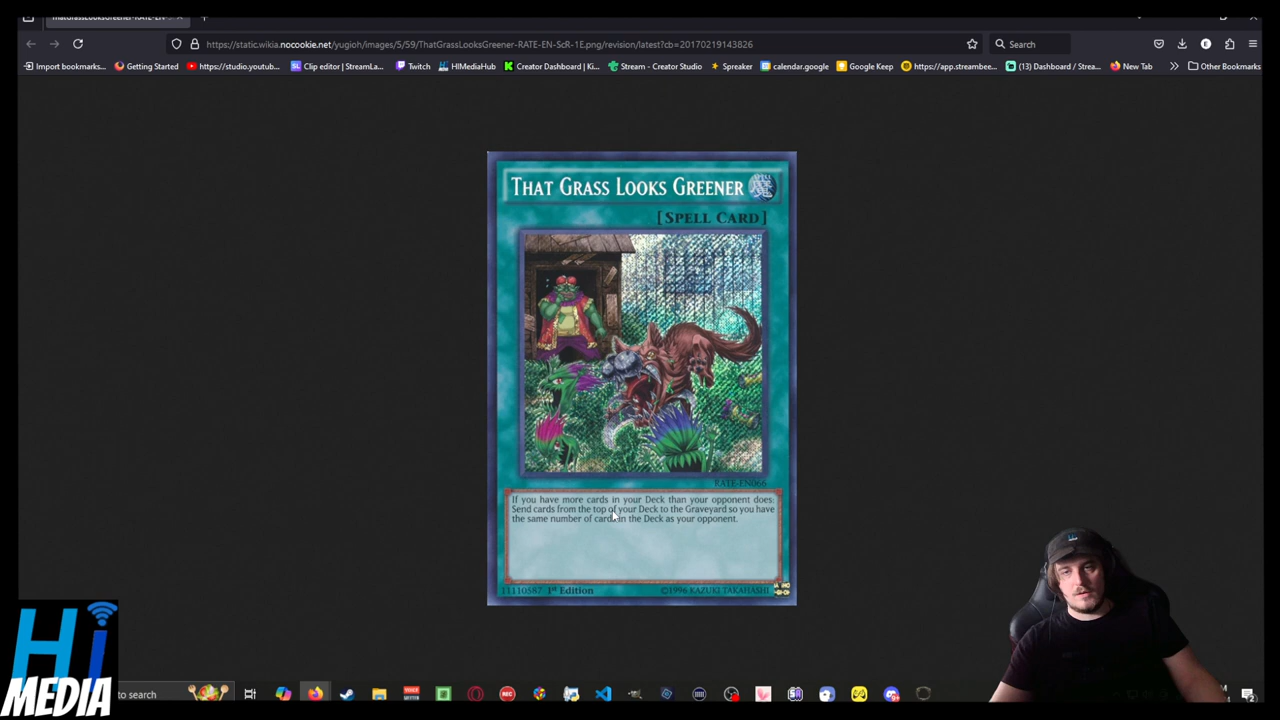 https://static.wikia.nocookie.net/yugioh/images/5/59/ThatGrassLooksGreener-RATE-EN-ScR-1E.png/revision/latest?cb=20170219143826
Search
Import bookmarks...
Getting Started
https://studio.youtub...
Clip editor | StreamLa...
Twitch
HIMediaHub
Creator Dashboard | Ki...
Stream - Creator Studio
Spreaker
calendar.google
Google Keep
https://app.streambee...
(13) Dashboard / Strea...
New Tab
Other Bookmarks
THAT GRASS LOOKS GREENER
[SPELL CARD]
RATE-EN066
If you have more cards in your Deck than your opponent does:
Send cards from the top of your Deck to the Graveyard so you have
the same number of cards in the Deck as your opponent.
11110587 1st Edition
©1996 KAZUKI TAKAHASHI
Hi
MEDIA
to search
REC